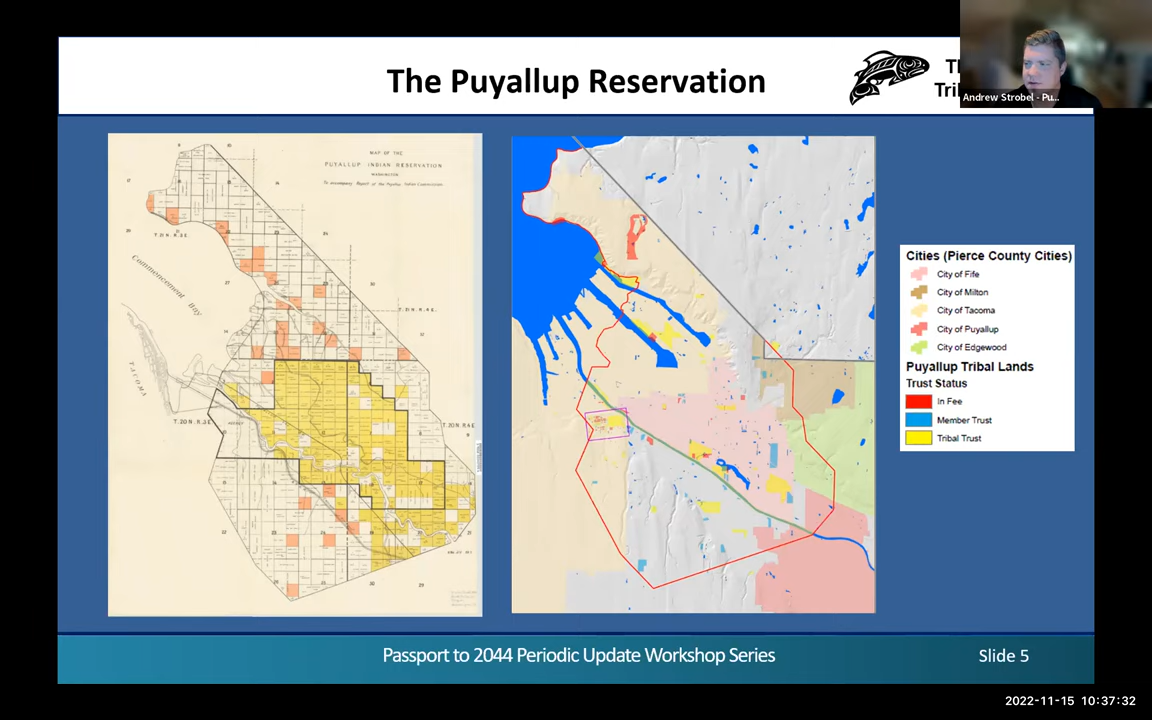 The Puyallup Reservation
Andrew Strobel - Pu...
MAP OF THE
PUYALLUP INDIAN RESERVATION
WASHINGTON
To accompany Report of the Puyallup Indian Commission
Commencement Bay
TACOMA
Cities (Pierce County Cities)
City of Fife
City of Milton
City of Tacoma
City of Puyallup
City of Edgewood
Puyallup Tribal Lands
Trust Status
In Fee
Member Trust
Tribal Trust
Passport to 2044 Periodic Update Workshop Series
Slide 5
2022-11-15 10:37:32